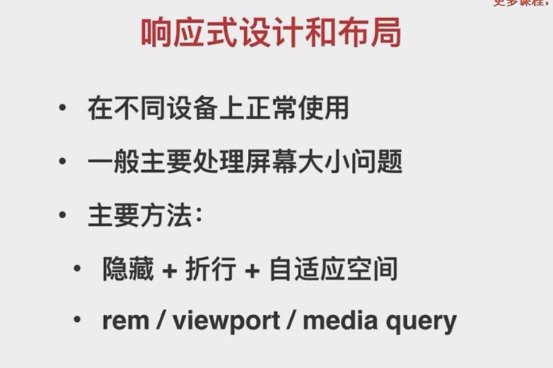 更多课程,
响应式设计和布局
• 在不同设备上正常使用
• 一般主要处理屏幕大小问题
• 主要方法：
• 隐藏 + 折行 + 自适应空间
• rem / viewport / media query